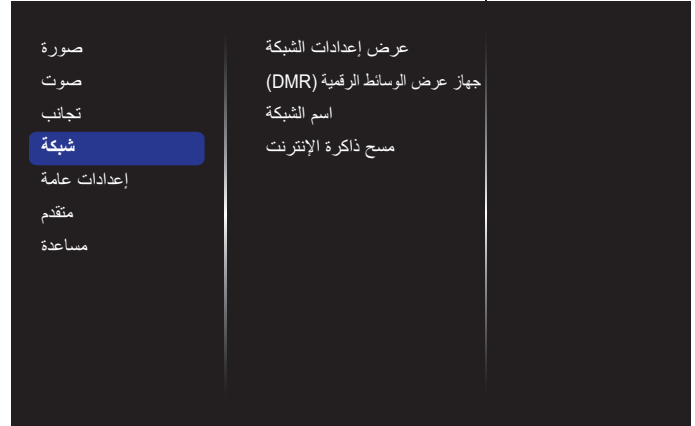 صورة
صوت
تجانب
شبكة
إعدادات عامة
متقدم
مساعدة
عرض إعدادات الشبكة
جهاز عرض الوسائط الرقمية (DMR)
اسم الشبكة
مسح ذاكرة الإنترنت